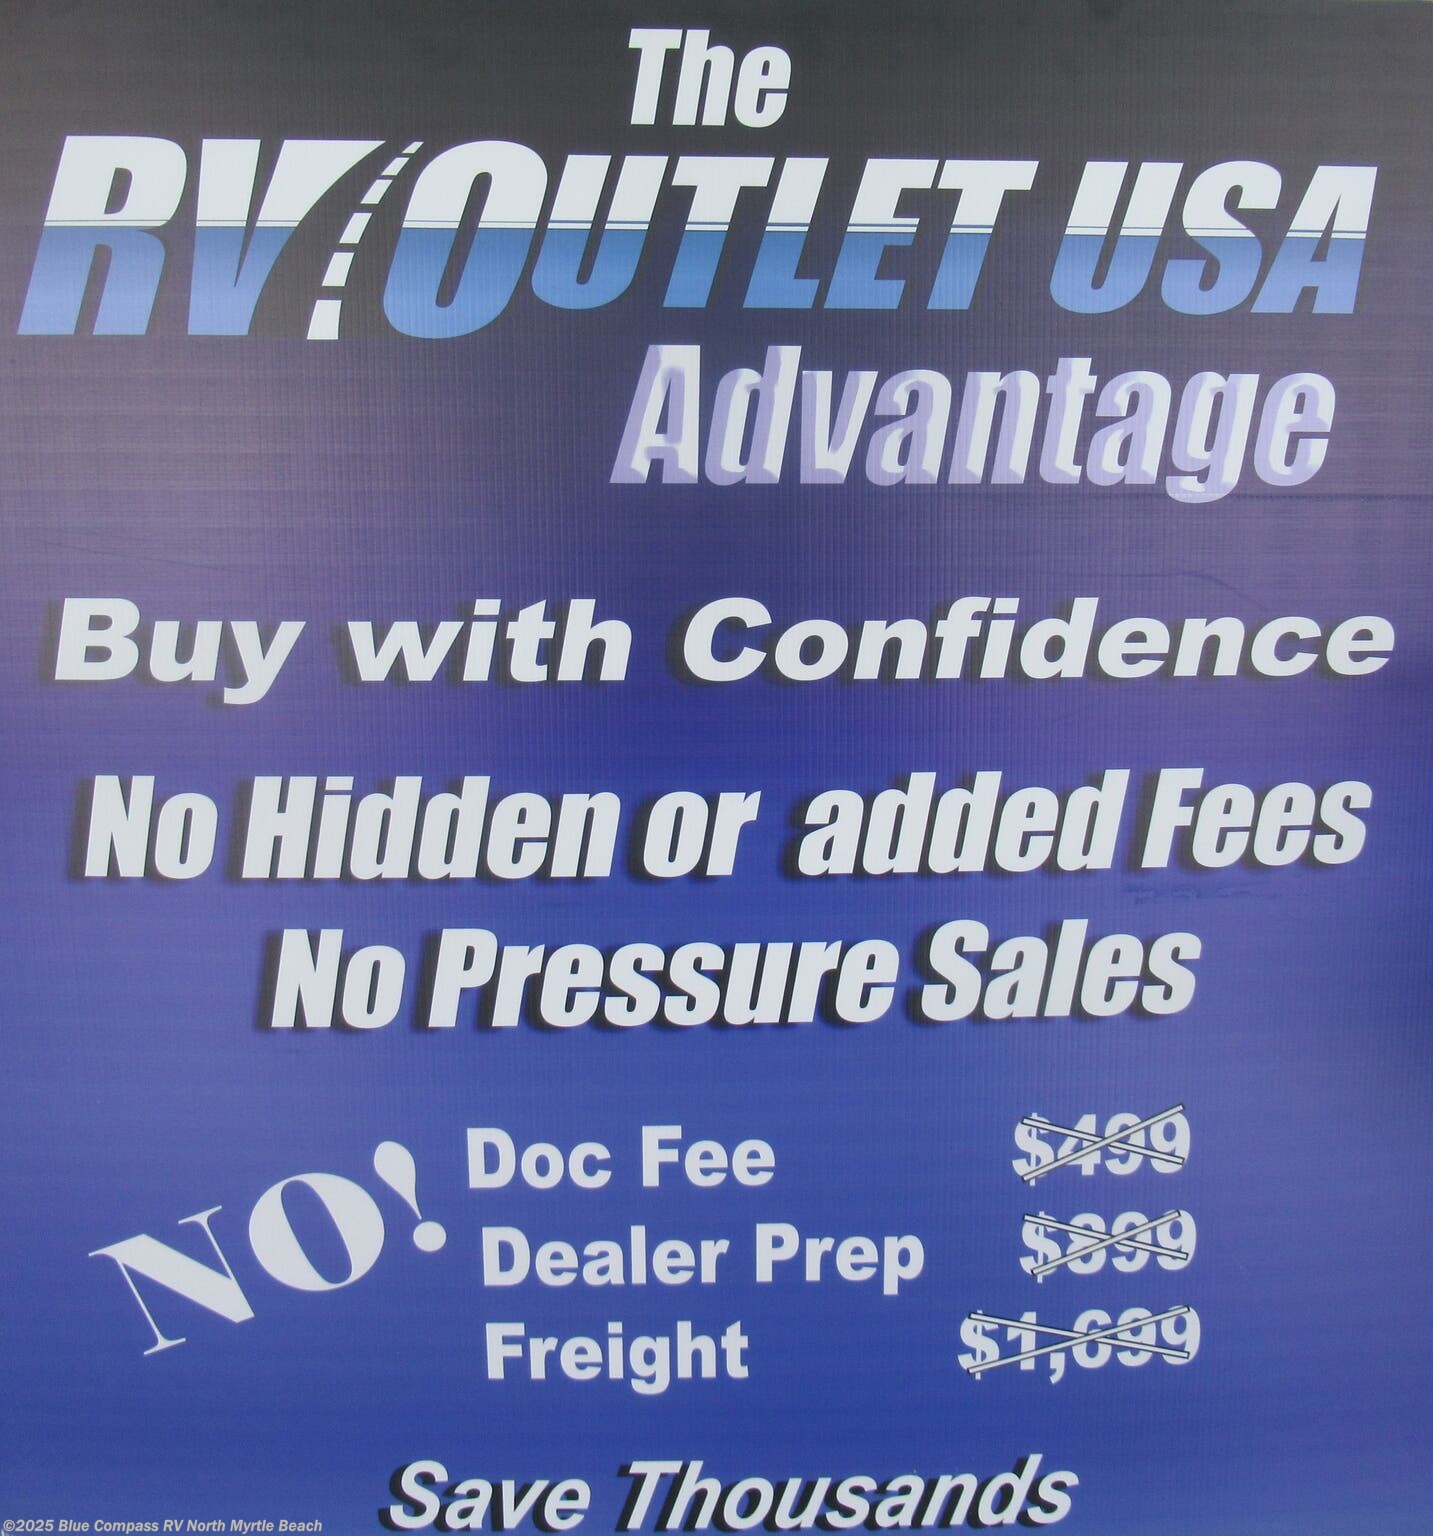 The
RV OUTLET USA
Advantage
Buy with Confidence
No Hidden or added Fees
No Pressure Sales
NO! Doc Fee $499
Dealer Prep $899
Freight $1,699
Save Thousands
©2025 Blue Compass RV North Myrtle Beach